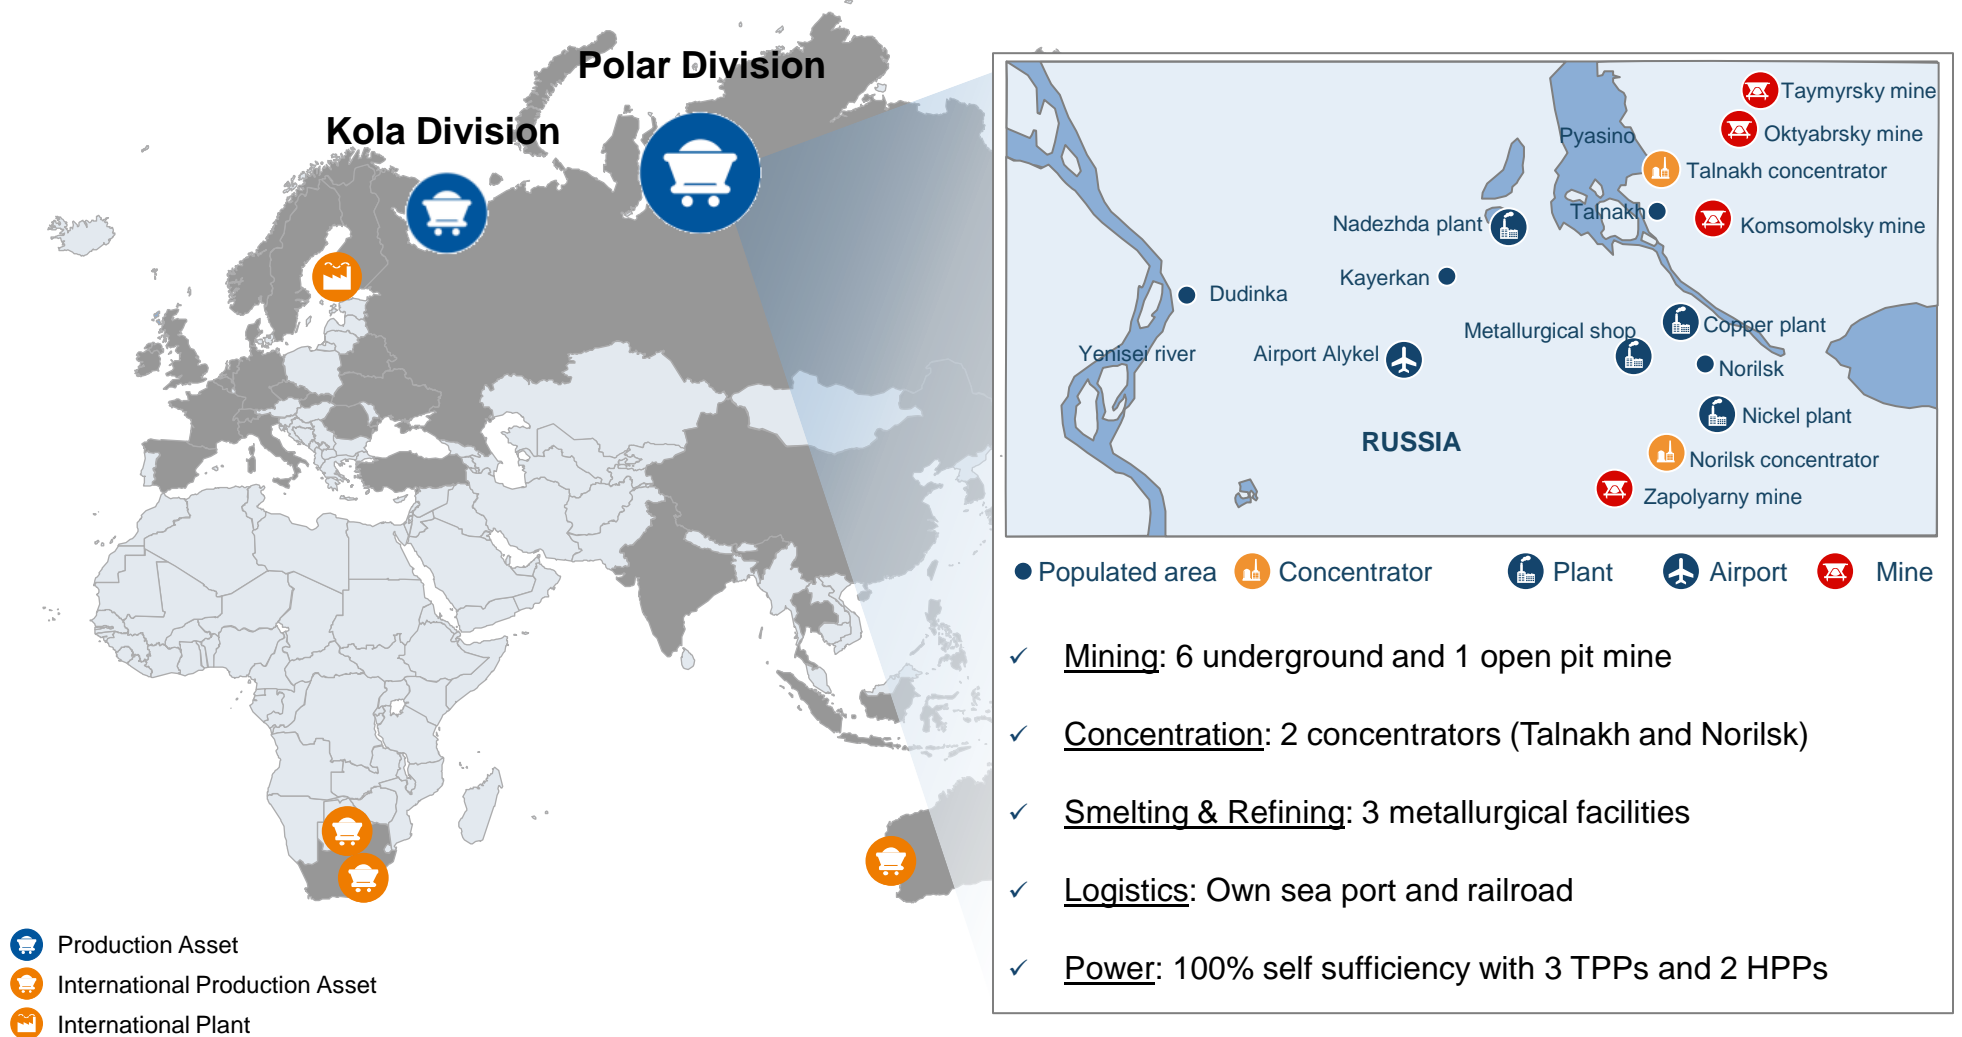 Polar Division
Kola Division
Production Asset
International Production Asset
International Plant
Taymyrsky mine
Oktyabrsky mine
Pyasino
Talnakh concentrator
Talnakh
Nadezhda plant
Komsomolsky mine
Kayerkan
Dudinka
Metallurgical shop
Copper plant
Yenisei river
Airport Alykel
Norilsk
Nickel plant
RUSSIA
Norilsk concentrator
Zapolyarny mine
Populated area
Concentrator
Plant
Airport
Mine
✓ Mining: 6 underground and 1 open pit mine
✓ Concentration: 2 concentrators (Talnakh and Norilsk)
✓ Smelting & Refining: 3 metallurgical facilities
✓ Logistics: Own sea port and railroad
✓ Power: 100% self sufficiency with 3 TPPs and 2 HPPs